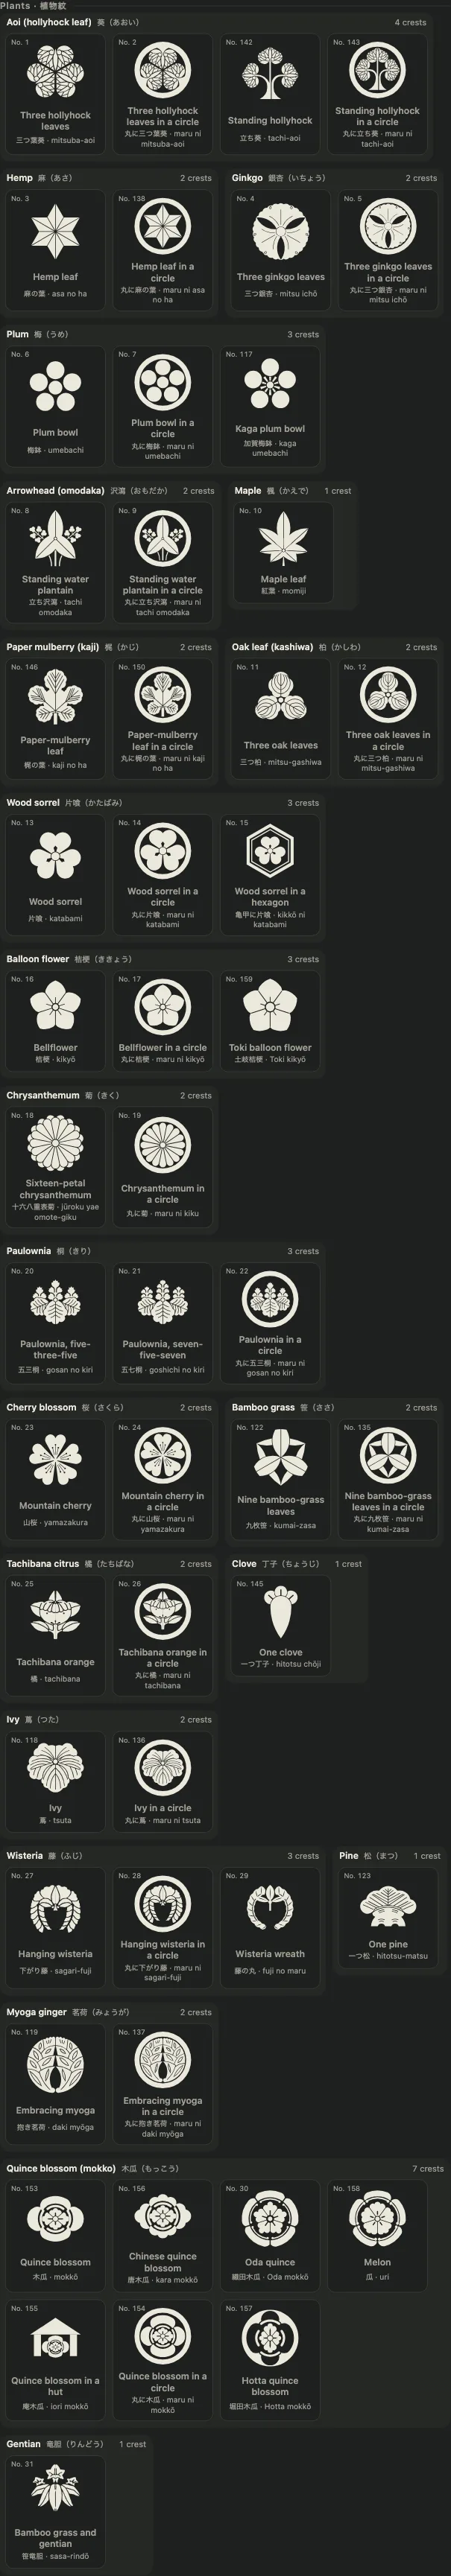 Plants · 植物紋
Aoi (hollyhock leaf) 葵（あおい） 4 crests
No. 1
Three hollyhock
leaves
三つ葉葵 · mitsuba-aoi
No. 2
Three hollyhock
leaves in a circle
丸に三つ葉葵 · maru ni
mitsuba-aoi
No. 142
Standing hollyhock
立ち葵 · tachi-aoi
No. 143
Standing hollyhock
in a circle
丸に立ち葵 · maru ni
tachi-aoi
Hemp 麻（あさ） 2 crests
No. 3
Hemp leaf
麻の葉 · asa no ha
No. 138
Hemp leaf in a
circle
丸に麻の葉 · maru ni asa
no ha
Ginkgo 銀杏（いちょう） 2 crests
No. 4
Three ginkgo leaves
三つ銀杏 · mitsu ichō
No. 5
Three ginkgo leaves
in a circle
丸に三つ銀杏 · maru ni
mitsu ichō
Plum 梅（うめ） 3 crests
No. 6
Plum bowl
梅鉢 · umebachi
No. 7
Plum bowl in a
circle
丸に梅鉢 · maru ni
umebachi
No. 117
Kaga plum bowl
加賀梅鉢 · kaga
umebachi
Arrowhead (omodaka) 沢瀉（おもだか） 2 crests
No. 8
Standing water
plantain
立ち沢瀉 · tachi
omodaka
No. 9
Standing water
plantain in a circle
丸に立ち沢瀉 · maru ni
tachi omodaka
Maple 楓（かえで） 1 crest
No. 10
Maple leaf
紅葉 · momiji
Paper mulberry (kaji) 梶（かじ） 2 crests
No. 146
Paper-mulberry
leaf
梶の葉 · kaji no ha
No. 150
Paper-mulberry
leaf in a circle
丸に梶の葉 · maru ni kaji
no ha
Oak leaf (kashiwa) 柏（かしわ） 2 crests
No. 11
Three oak leaves
三つ柏 · mitsu-gashiwa
No. 12
Three oak leaves in
a circle
丸に三つ柏 · maru ni
mitsu-gashiwa
Wood sorrel 片喰（かたばみ） 3 crests
No. 13
Wood sorrel
片喰 · katabami
No. 14
Wood sorrel in a
circle
丸に片喰 · maru ni
katabami
No. 15
Wood sorrel in a
hexagon
亀甲に片喰 · kikkō ni
katabami
Balloon flower 桔梗（ききょう） 3 crests
No. 16
Bellflower
桔梗 · kikyō
No. 17
Bellflower in a circle
丸に桔梗 · maru ni kikyō
No. 159
Toki balloon flower
土岐桔梗 · Toki kikyō
Chrysanthemum 菊（きく） 2 crests
No. 18
Sixteen-petal
chrysanthemum
十六八重表菊 · jūroku yae
omote-giku
No. 19
Chrysanthemum in
a circle
丸に菊 · maru ni kiku
Paulownia 桐（きり） 3 crests
No. 20
Paulownia, five-
three-five
五三桐 · gosan no kiri
No. 21
Paulownia, seven-
five-seven
五七桐 · goshichi no kiri
No. 22
Paulownia in a
circle
丸に五三桐 · maru ni
gosan no kiri
Cherry blossom 桜（さくら） 2 crests
No. 23
Mountain cherry
山桜 · yamazakura
No. 24
Mountain cherry in
a circle
丸に山桜 · maru ni
yamazakura
Bamboo grass 笹（ささ） 2 crests
No. 122
Nine bamboo-grass
leaves
九枚笹 · kumai-zasa
No. 135
Nine bamboo-grass
leaves in a circle
丸に九枚笹 · maru ni
kumai-zasa
Tachibana citrus 橘（たちばな） 2 crests
No. 25
Tachibana orange
橘 · tachibana
No. 26
Tachibana orange in
a circle
丸に橘 · maru ni
tachibana
Clove 丁子（ちょうじ） 1 crest
No. 145
One clove
一つ丁子 · hitotsu chōji
Ivy 蔦（つた） 2 crests
No. 118
Ivy
蔦 · tsuta
No. 136
Ivy in a circle
丸に蔦 · maru ni tsuta
Wisteria 藤（ふじ） 3 crests
No. 27
Hanging wisteria
下がり藤 · sagari-fuji
No. 28
Hanging wisteria in
a circle
丸に下がり藤 · maru ni
sagari-fuji
No. 29
Wisteria wreath
藤の丸 · fuji no maru
Pine 松（まつ） 1 crest
No. 123
One pine
一つ松 · hitotsu-matsu
Myoga ginger 茗荷（みょうが） 2 crests
No. 119
Embracing myoga
抱き茗荷 · daki myōga
No. 137
Embracing myoga
in a circle
丸に抱き茗荷 · maru ni
daki myōga
Quince blossom (mokko) 木瓜（もっこう） 7 crests
No. 153
Quince blossom
木瓜 · mokkō
No. 156
Chinese quince
blossom
唐木瓜 · kara mokkō
No. 30
Oda quince
織田木瓜 · Oda mokkō
No. 158
Melon
瓜 · uri
No. 155
Quince blossom in a
hut
庵木瓜 · iori mokkō
No. 154
Quince blossom in a
circle
丸に木瓜 · maru ni
mokkō
No. 157
Hotta quince
blossom
堀田木瓜 · Hotta mokkō
Gentian 竜胆（りんどう） 1 crest
No. 31
Bamboo grass and
gentian
笹竜胆 · sasa-rindō